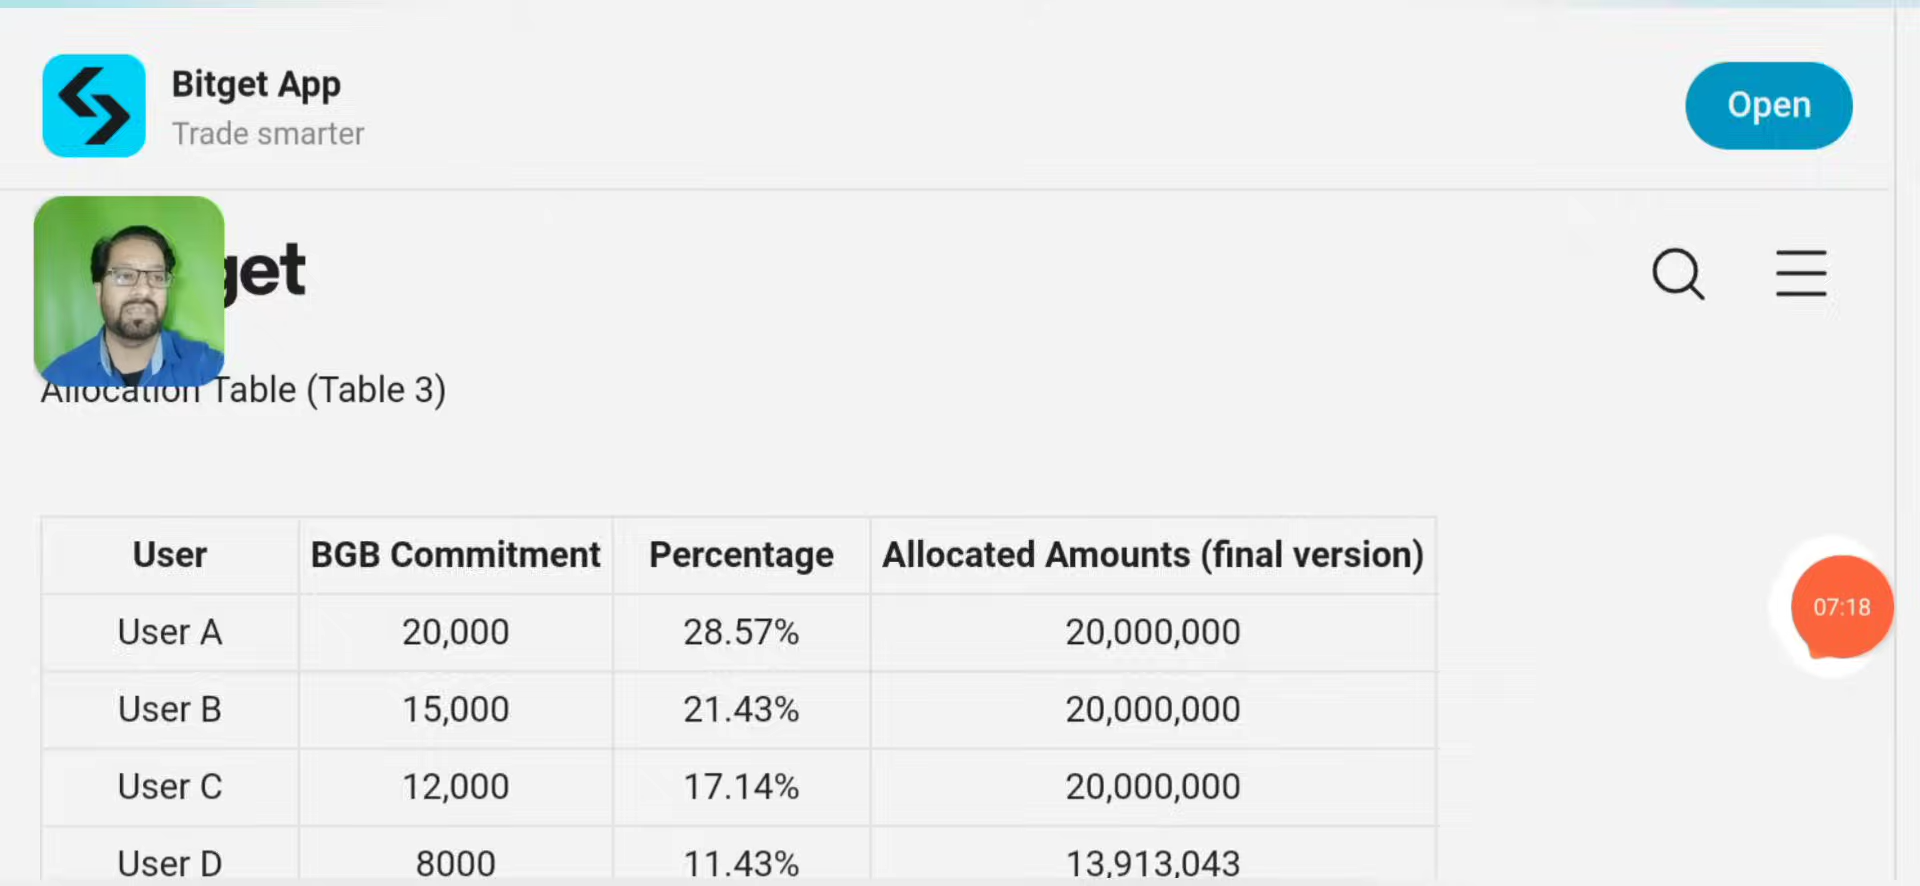 Bitget App
Trade smarter
Open
get
Allocation Table (Table 3)
User BGB Commitment Percentage Allocated Amounts (final version)
User A 20,000 28.57% 20,000,000
07:18
User B 15,000 21.43% 20,000,000
User C 12,000 17.14% 20,000,000
User D 8000 11.43% 13,913,043